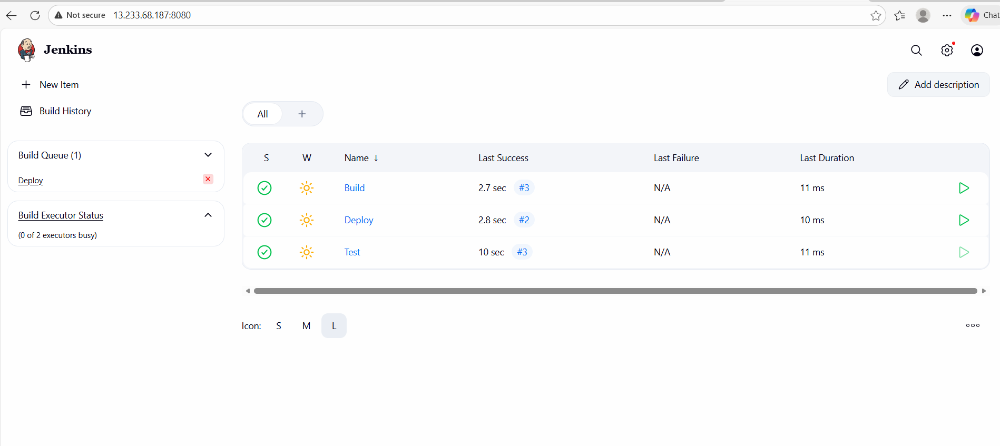 Not secure 13.233.68.187:8080
Chat
Jenkins
New Item
Add description
Build History
All +
Build Queue (1)
Deploy
Build Executor Status
(0 of 2 executors busy)
S W Name ↓ Last Success Last Failure Last Duration
Build 2.7 sec #3 N/A 11 ms
Deploy 2.8 sec #2 N/A 10 ms
Test 10 sec #3 N/A 11 ms
Icon: S M L